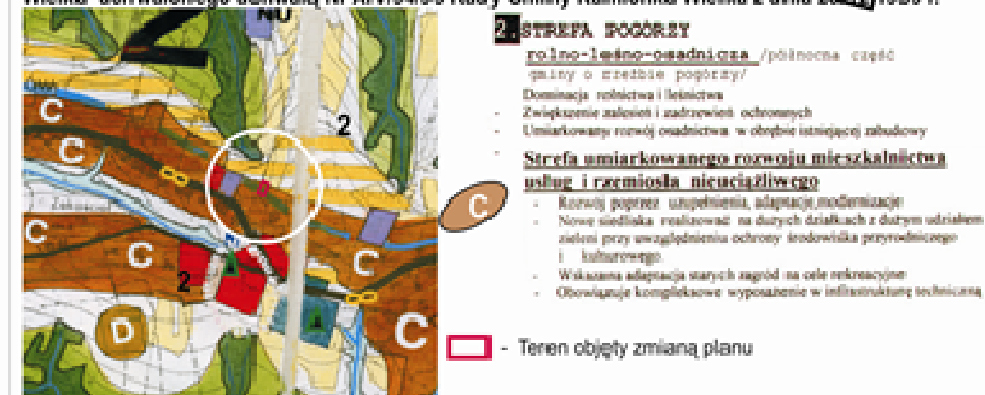 2. STREFA POGÓRZY
rolno-leśno-osadnicza /północna część
gminy o rzeźbie pogórzy/
Dominacja rolnictwa i leśnictwa
- Zwiększenie zalesień i zadrzewień ochronnych
- Umiarkowany rozwój osadnictwa w obrębie istniejącej zabudowy
- Strefa umiarkowanego rozwoju mieszkalnictwa
usług i rzemiosła nieuciążliwego
- Rozwój poprzez uzupełnienia, adaptacje, modernizacje
- Nowe siedliska realizować na dużych działkach z dużym udziałem
zieleni przy uwzględnieniu ochrony środowiska przyrodniczego
i kulturowego.
- Wskazana adaptacja starych zagród na cele rekreacyjne
- Obowiązuje kompleksowe wyposażenie w infrastrukturę techniczną
C
- Teren objęty zmianą planu
NU
2
C
C
C
C
C
2
D
C